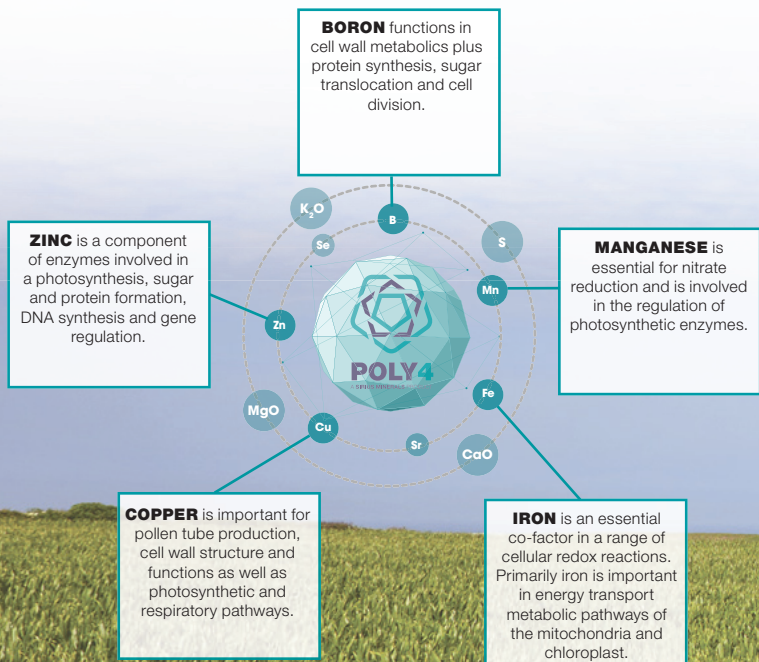 BORON functions in
cell wall metabolics plus
protein synthesis, sugar
translocation and cell
division.
K2O
B
Se
S
ZINC is a component
of enzymes involved in
a photosynthesis, sugar
and protein formation,
DNA synthesis and gene
regulation.
MANGANESE is
essential for nitrate
reduction and is involved
in the regulation of
photosynthetic enzymes.
Mn
Zn
POLY4
Fe
MgO
Cu
Sr
CaO
COPPER is important for
pollen tube production,
cell wall structure and
functions as well as
photosynthetic and
respiratory pathways.
IRON is an essential
co-factor in a range of
cellular redox reactions.
Primarily iron is important
in energy transport
metabolic pathways of
the mitochondria and
chloroplast.